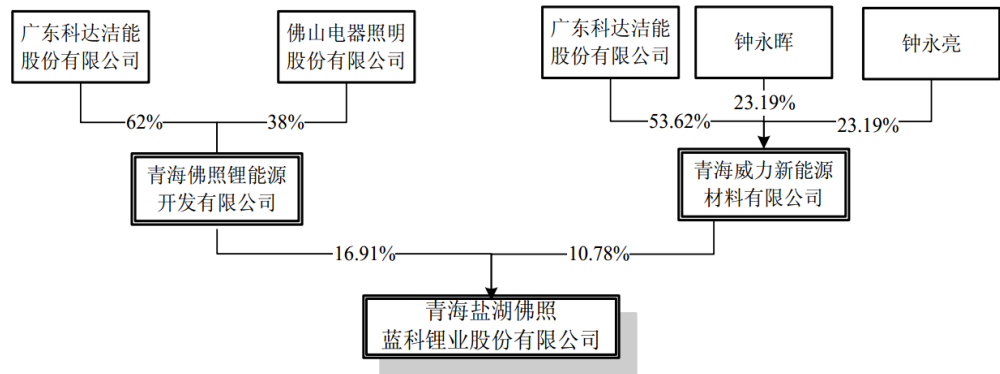 广东科达洁能
股份有限公司
佛山电器照明
股份有限公司
广东科达洁能
股份有限公司
钟永晖
钟永亮
62%
38%
23.19%
53.62%
23.19%
青海佛照锂能源
开发有限公司
青海威力新能源
材料有限公司
16.91%
10.78%
青海盐湖佛照
蓝科锂业股份有限公司